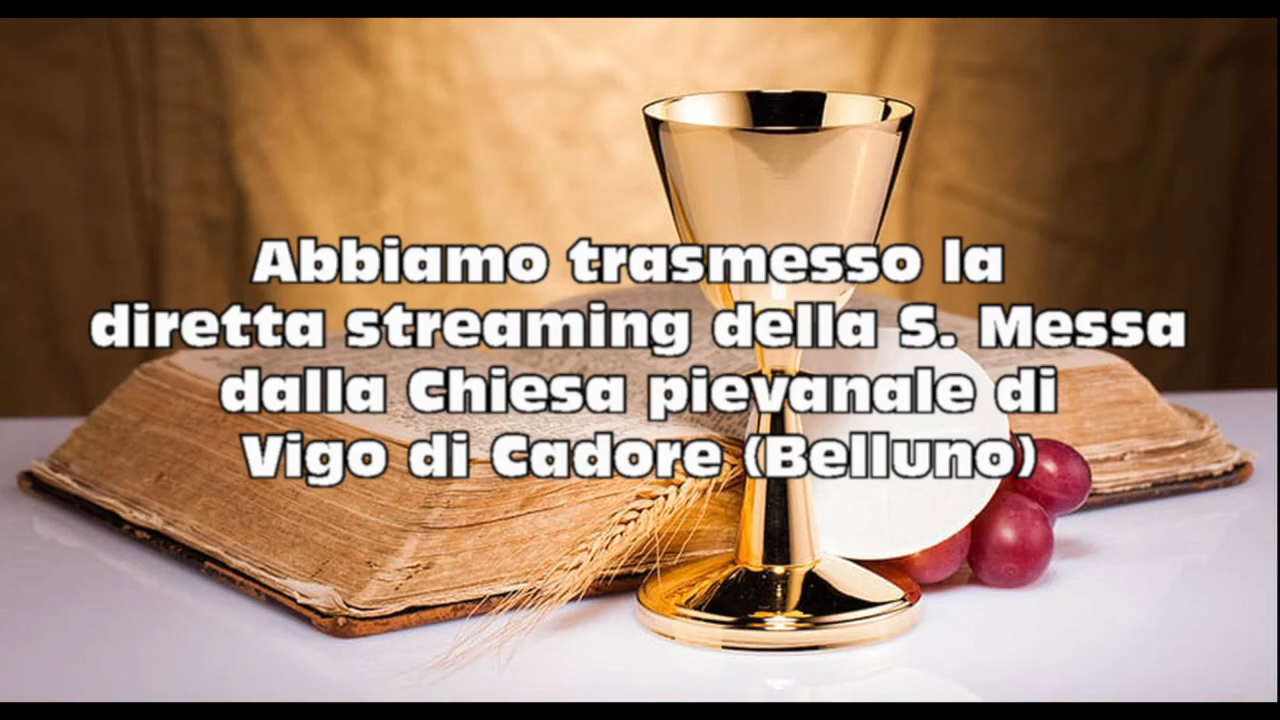 Abbiamo trasmesso la
diretta streaming della S. Messa
dalla Chiesa pievanale di
Vigo di Cadore (Belluno)